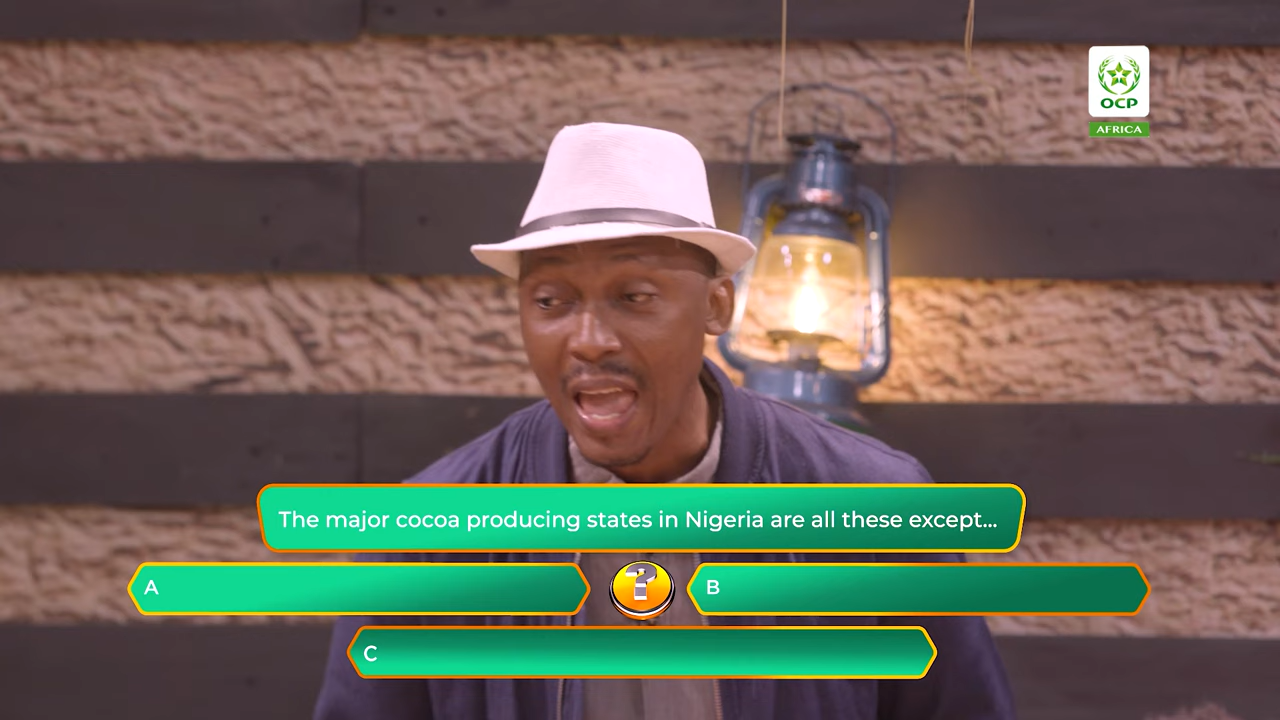 OCP
AFRICA
The major cocoa producing states in Nigeria are all these except...
A
?
B
C